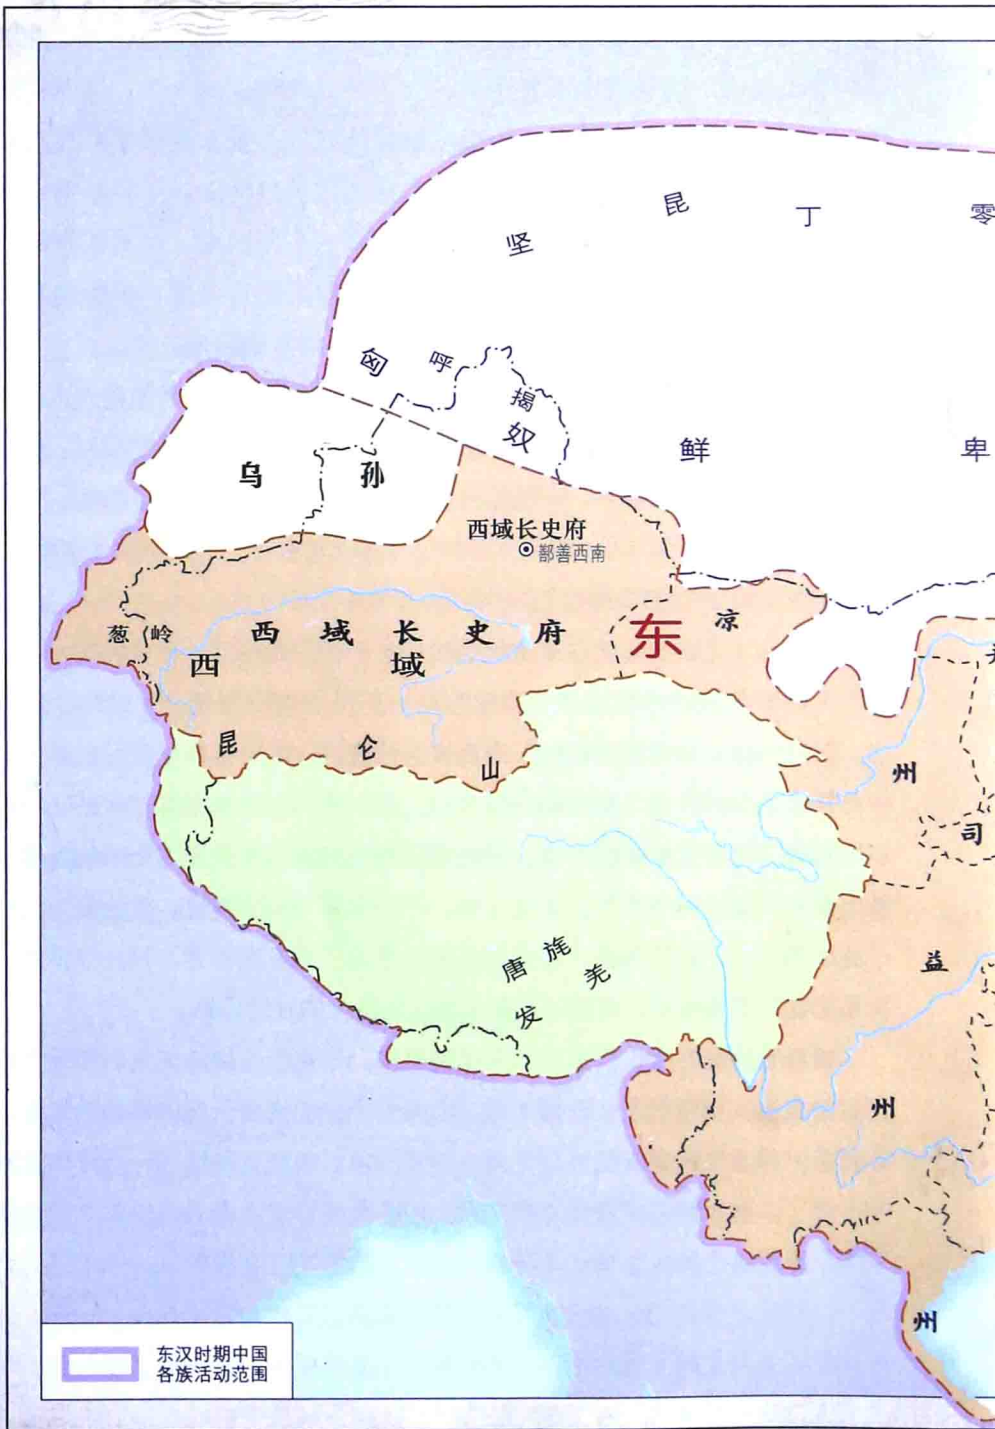 坚 昆 丁 零
匈 奴
呼 揭
鲜 卑
乌 孙
西域长史府
鄯善西南
葱岭
西域长史府
西域
东
凉
州
昆仑山
司
唐旄
发羌
益
州
州
东汉时期中国
各族活动范围